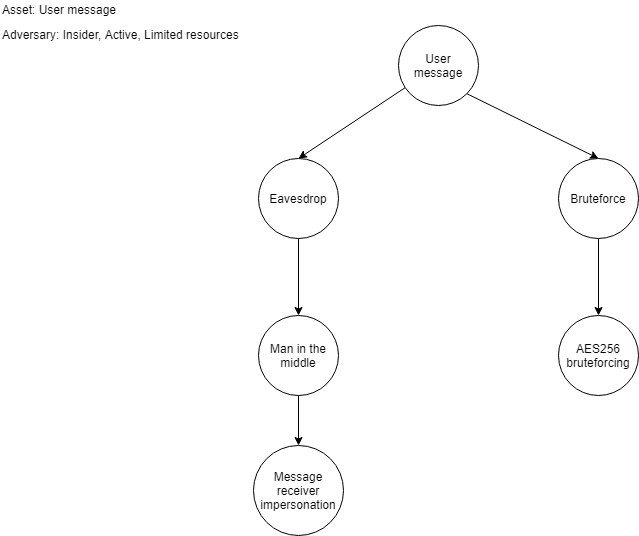 Asset: User message
Adversary: Insider, Active, Limited resources
User
message
Eavesdrop
Bruteforce
Man in the
middle
AES256
bruteforcing
Message
receiver
impersonation